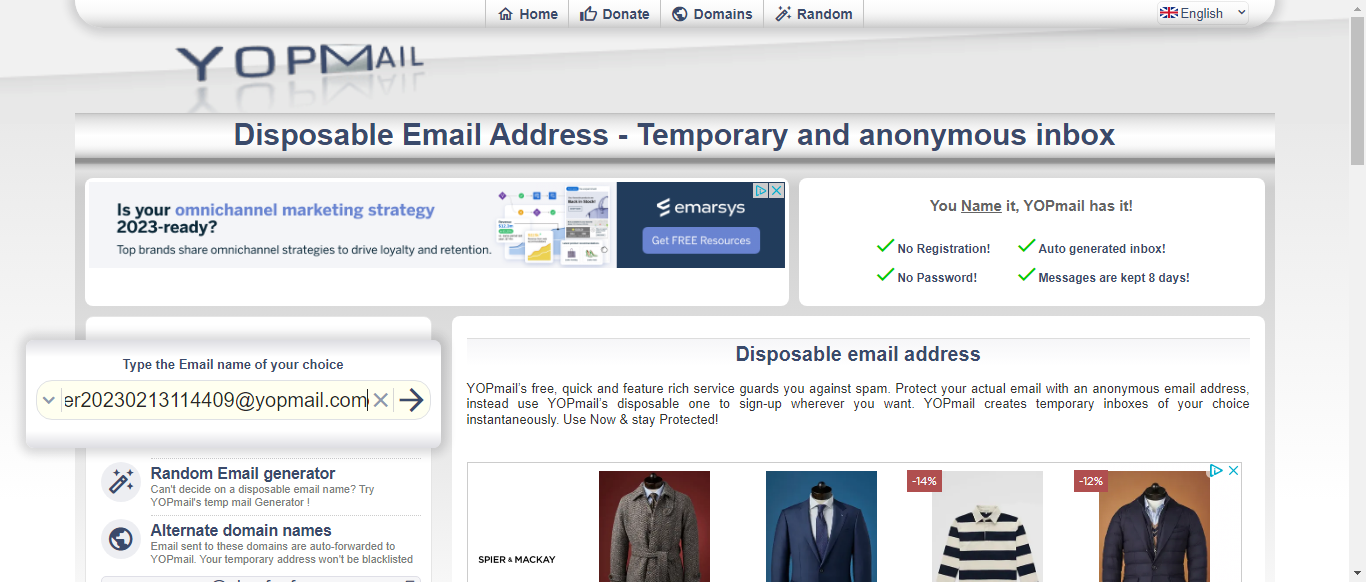 Home
Donate
Domains
Random
English
YOPMAIL
Disposable Email Address - Temporary and anonymous inbox
Is your omnichannel marketing strategy
2023-ready?
Top brands share omnichannel strategies to drive loyalty and retention.
emarsys
Get FREE Resources
You Name it, YOPmail has it!
No Registration!
Auto generated inbox!
No Password!
Messages are kept 8 days!
Type the Email name of your choice
er20230213114409@yopmail.com
Random Email generator
Can't decide on a disposable email name? Try
YOPmail's temp mail Generator !
Alternate domain names
Email sent to these domains are auto-forwarded to
YOPmail. Your temporary address won't be blacklisted
Disposable email address
YOPmail's free, quick and feature rich service guards you against spam. Protect your actual email with an anonymous email address,
instead use YOPmail's disposable one to sign-up wherever you want. YOPmail creates temporary inboxes of your choice
instantaneously. Use Now & stay Protected!
SPIER & MACKAY
-14%
-12%